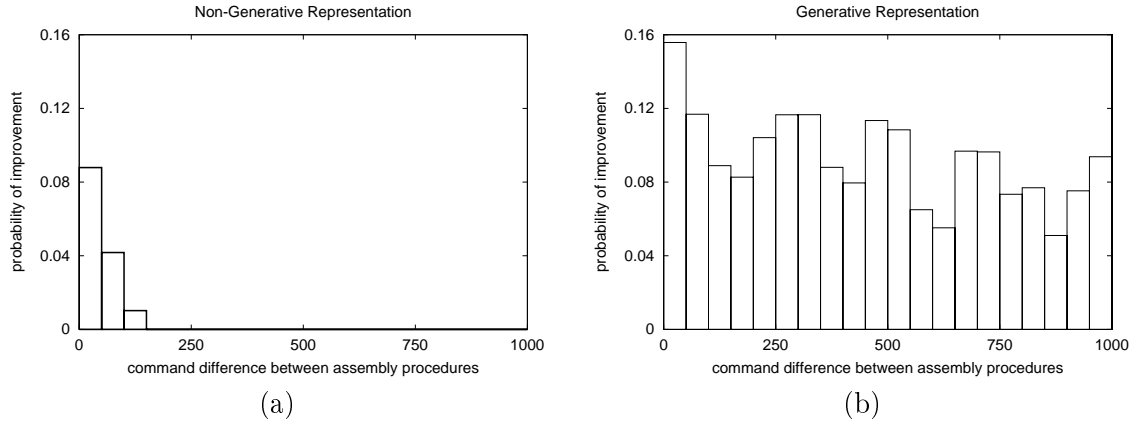 Non-Generative Representation
0.16
0.12
0.08
0.04
0
probability of improvement
0 250 500 750 1000
command difference between assembly procedures
(a)
Generative Representation
0.16
0.12
0.08
0.04
0
probability of improvement
0 250 500 750 1000
command difference between assembly procedures
(b)